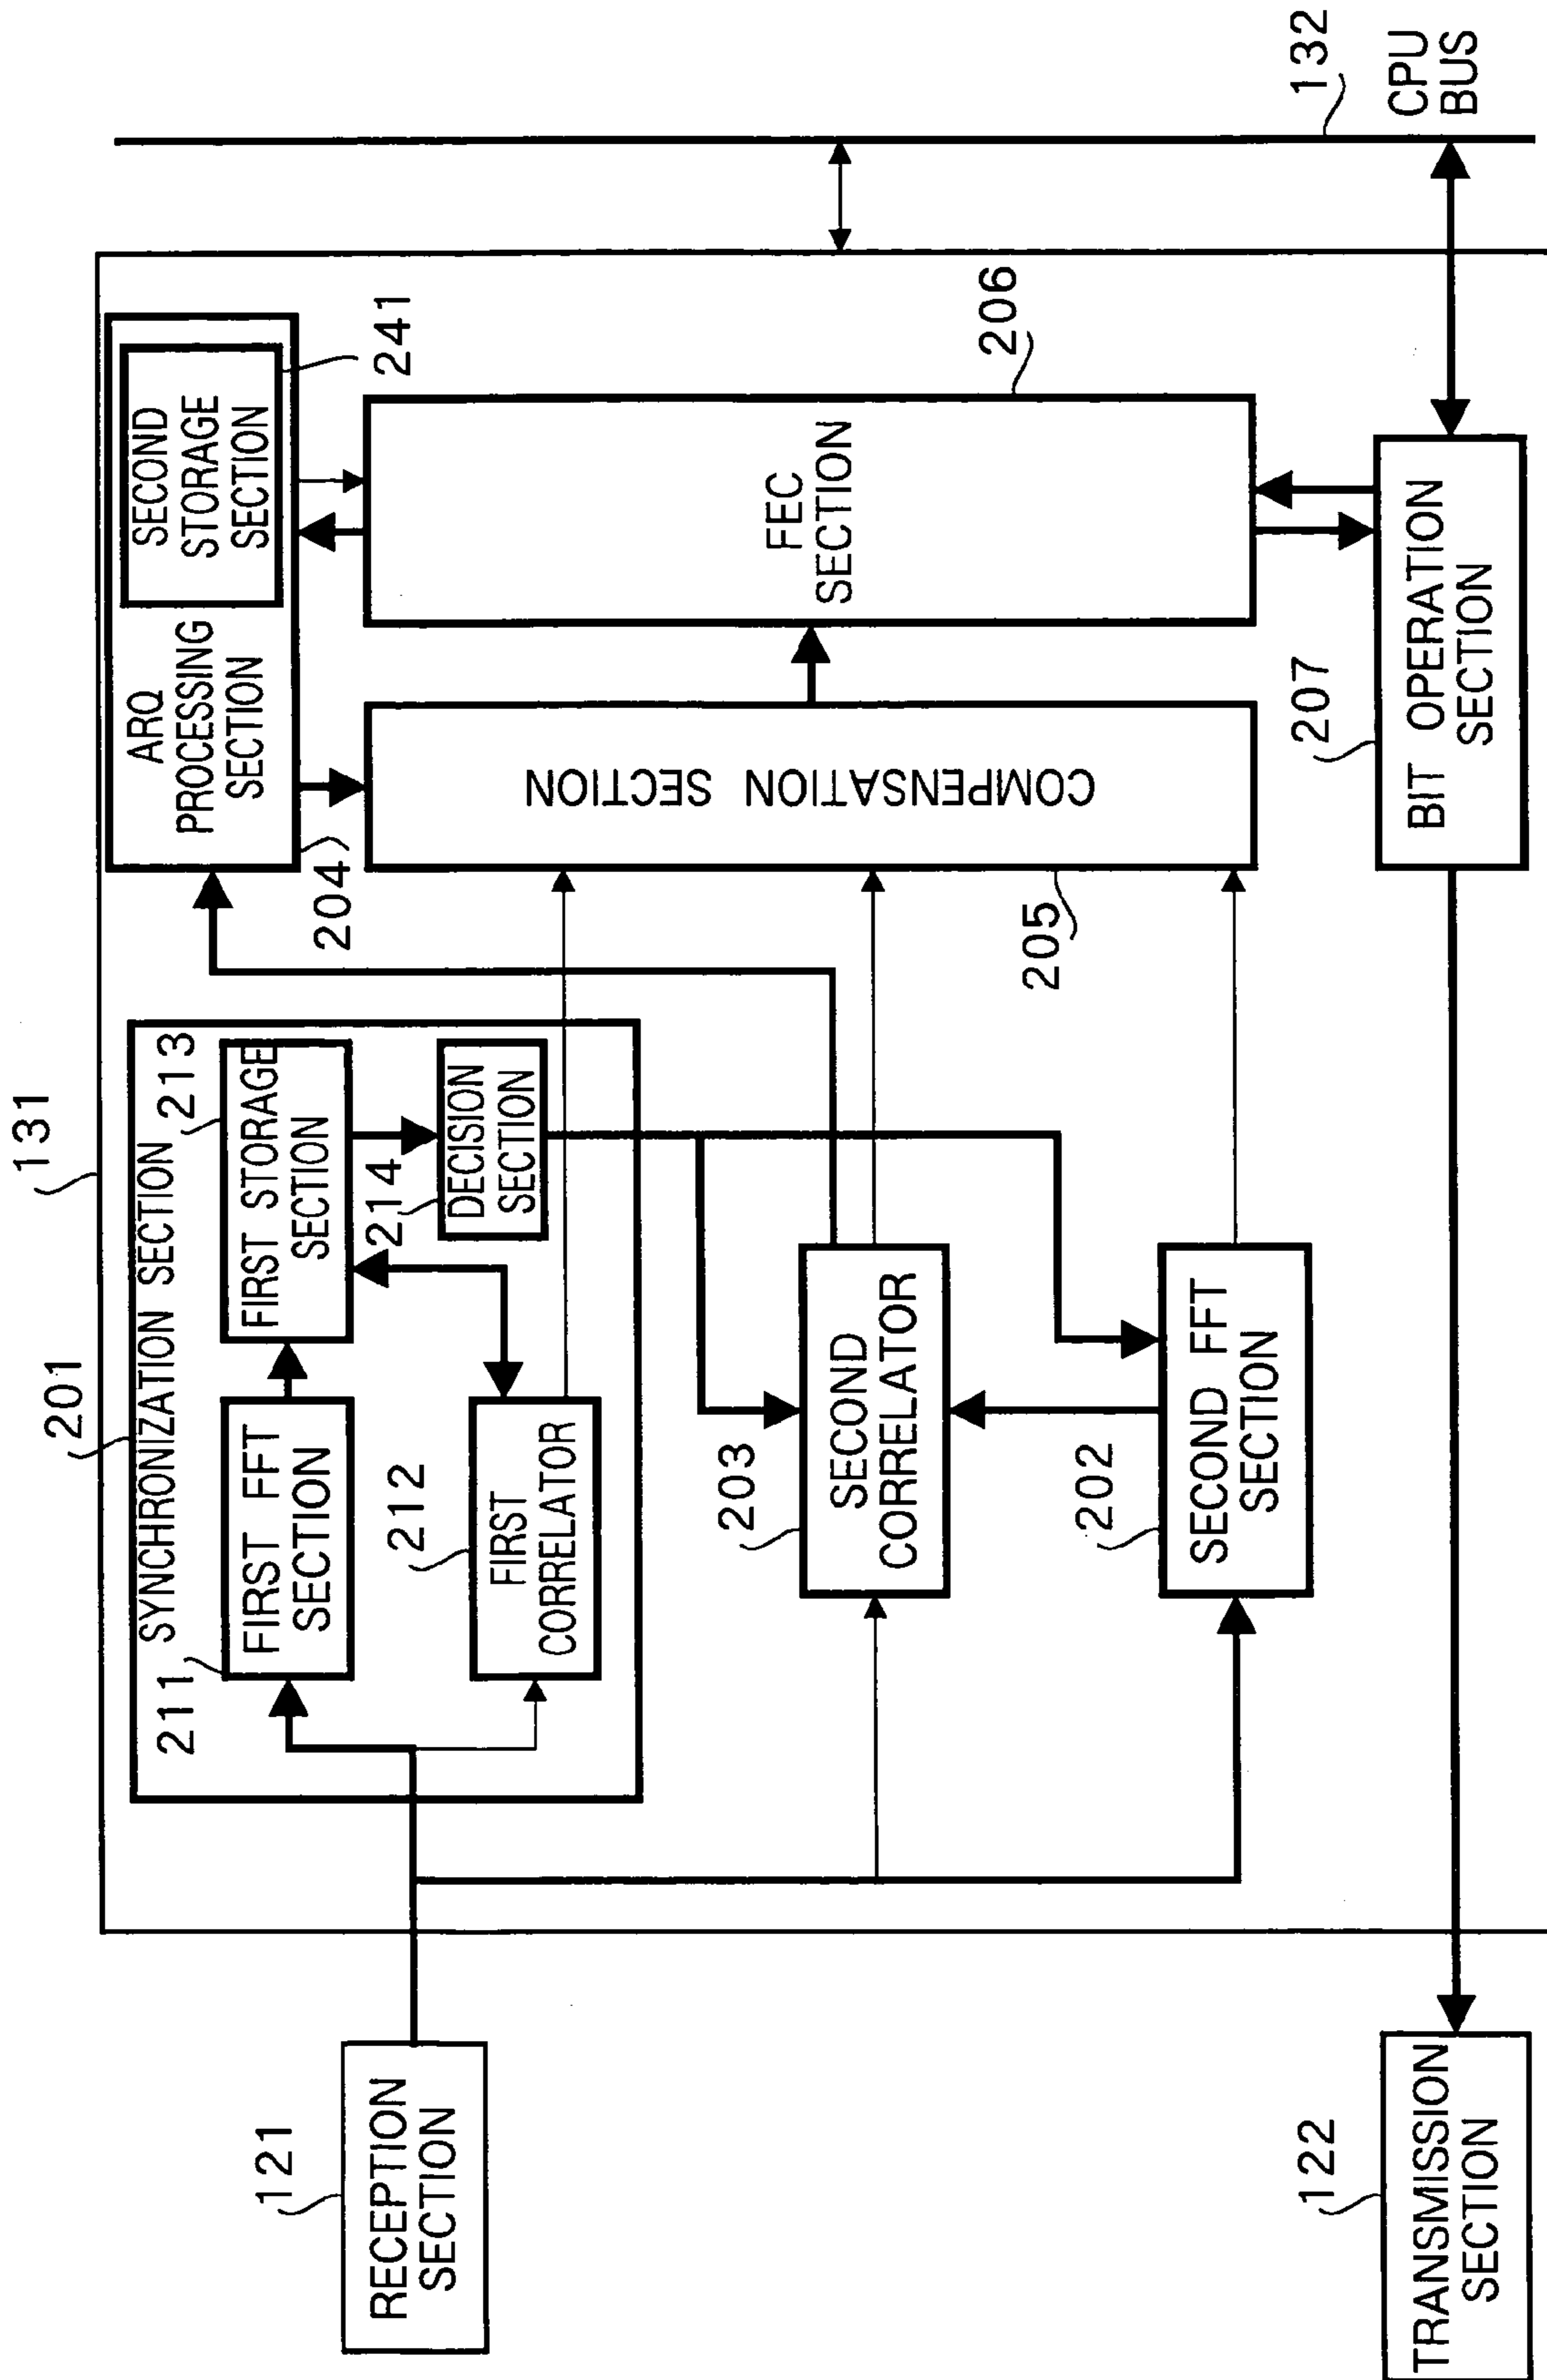 131
201
SYNCHRONIZATION SECTION
211
FIRST FFT
SECTION
213
FIRST STORAGE
SECTION
212
FIRST
CORRELATOR
214
DECISION
SECTION
203
SECOND
CORRELATOR
202
SECOND FFT
SECTION
121
RECEPTION
SECTION
122
TRANSMISSION
SECTION
204
ARQ
PROCESSING
SECTION
SECOND
STORAGE
SECTION
241
205
COMPENSATION SECTION
206
FEC
SECTION
207
BIT OPERATION
SECTION
132
CPU
BUS